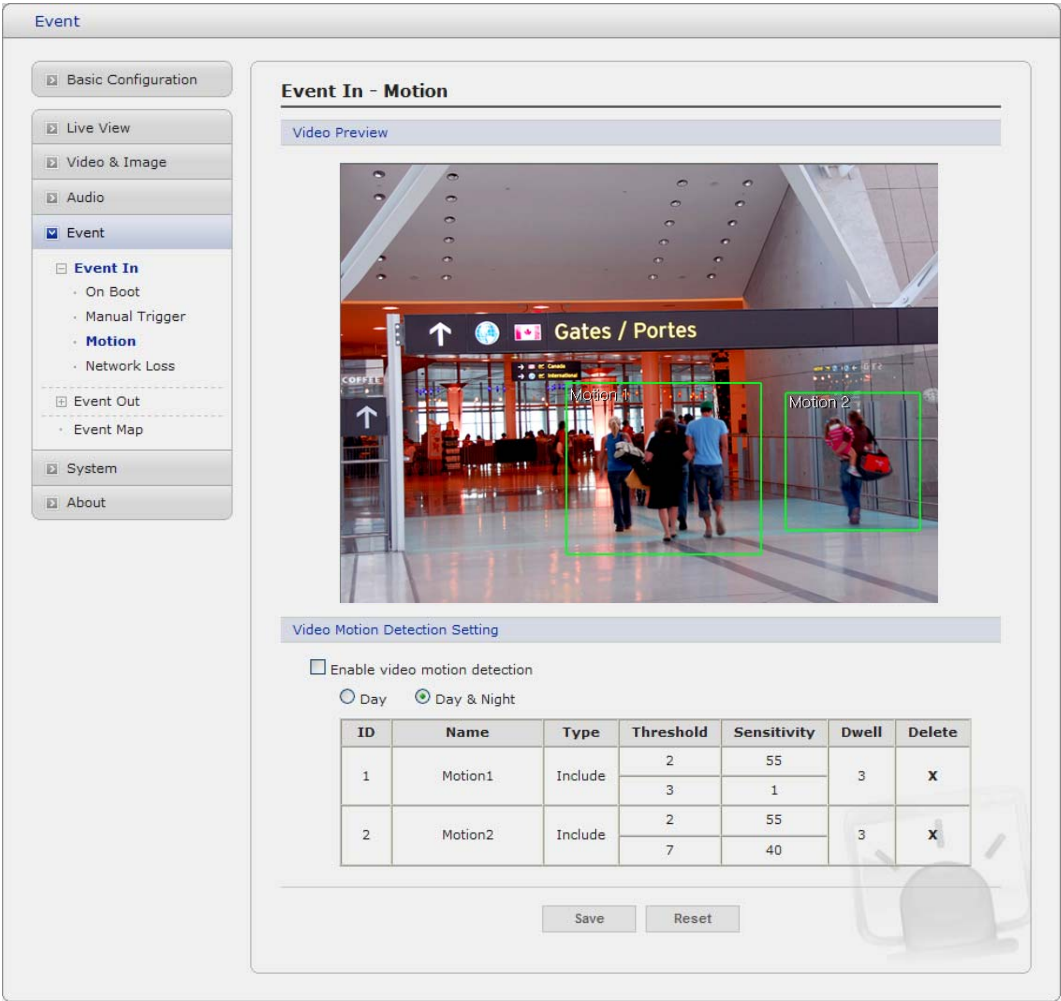 Event
Basic Configuration
Live View
Video & Image
Audio
Event
Event In
On Boot
Manual Trigger
Motion
Network Loss
Event Out
Event Map
System
About
Event In - Motion
Video Preview
Gates / Portes
Canada
International
COFFEE
Motion 1
Motion 2
Video Motion Detection Setting
Enable video motion detection
Day Day & Night
ID Name Type Threshold Sensitivity Dwell Delete
1 Motion1 Include 2 55 3 X
3 1
2 Motion2 Include 2 55 3 X
7 40
Save Reset